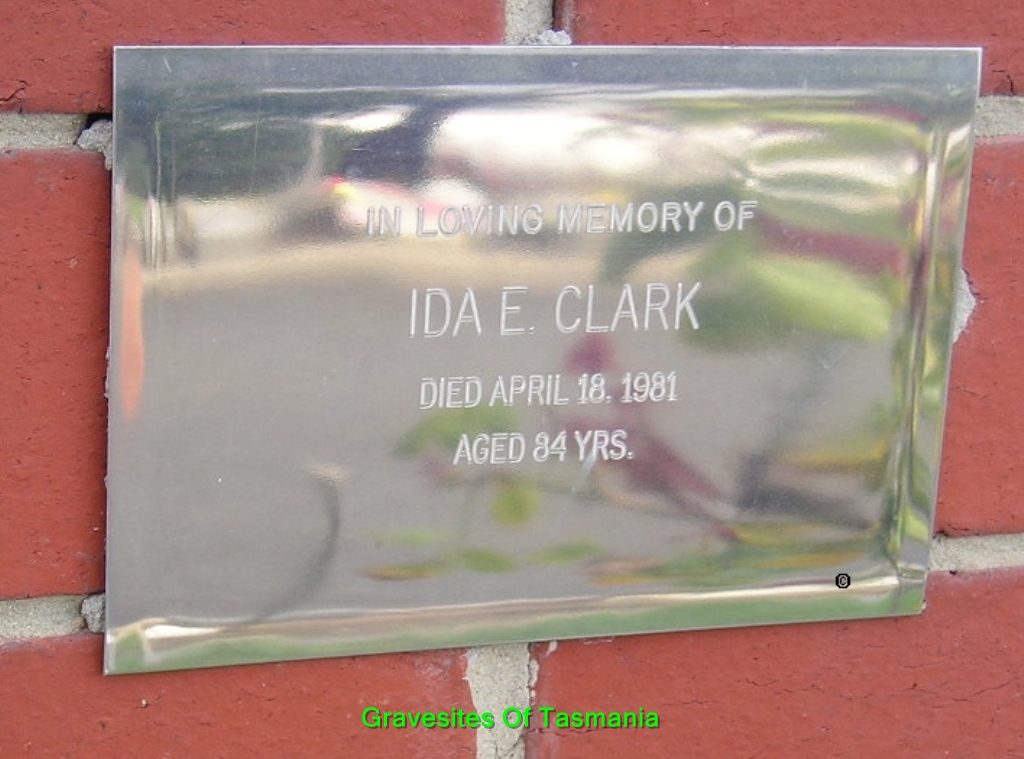 IN LOVING MEMORY OF
IDA E. CLARK
DIED APRIL 18, 1981
AGED 84 YRS.
©
Gravesites Of Tasmania